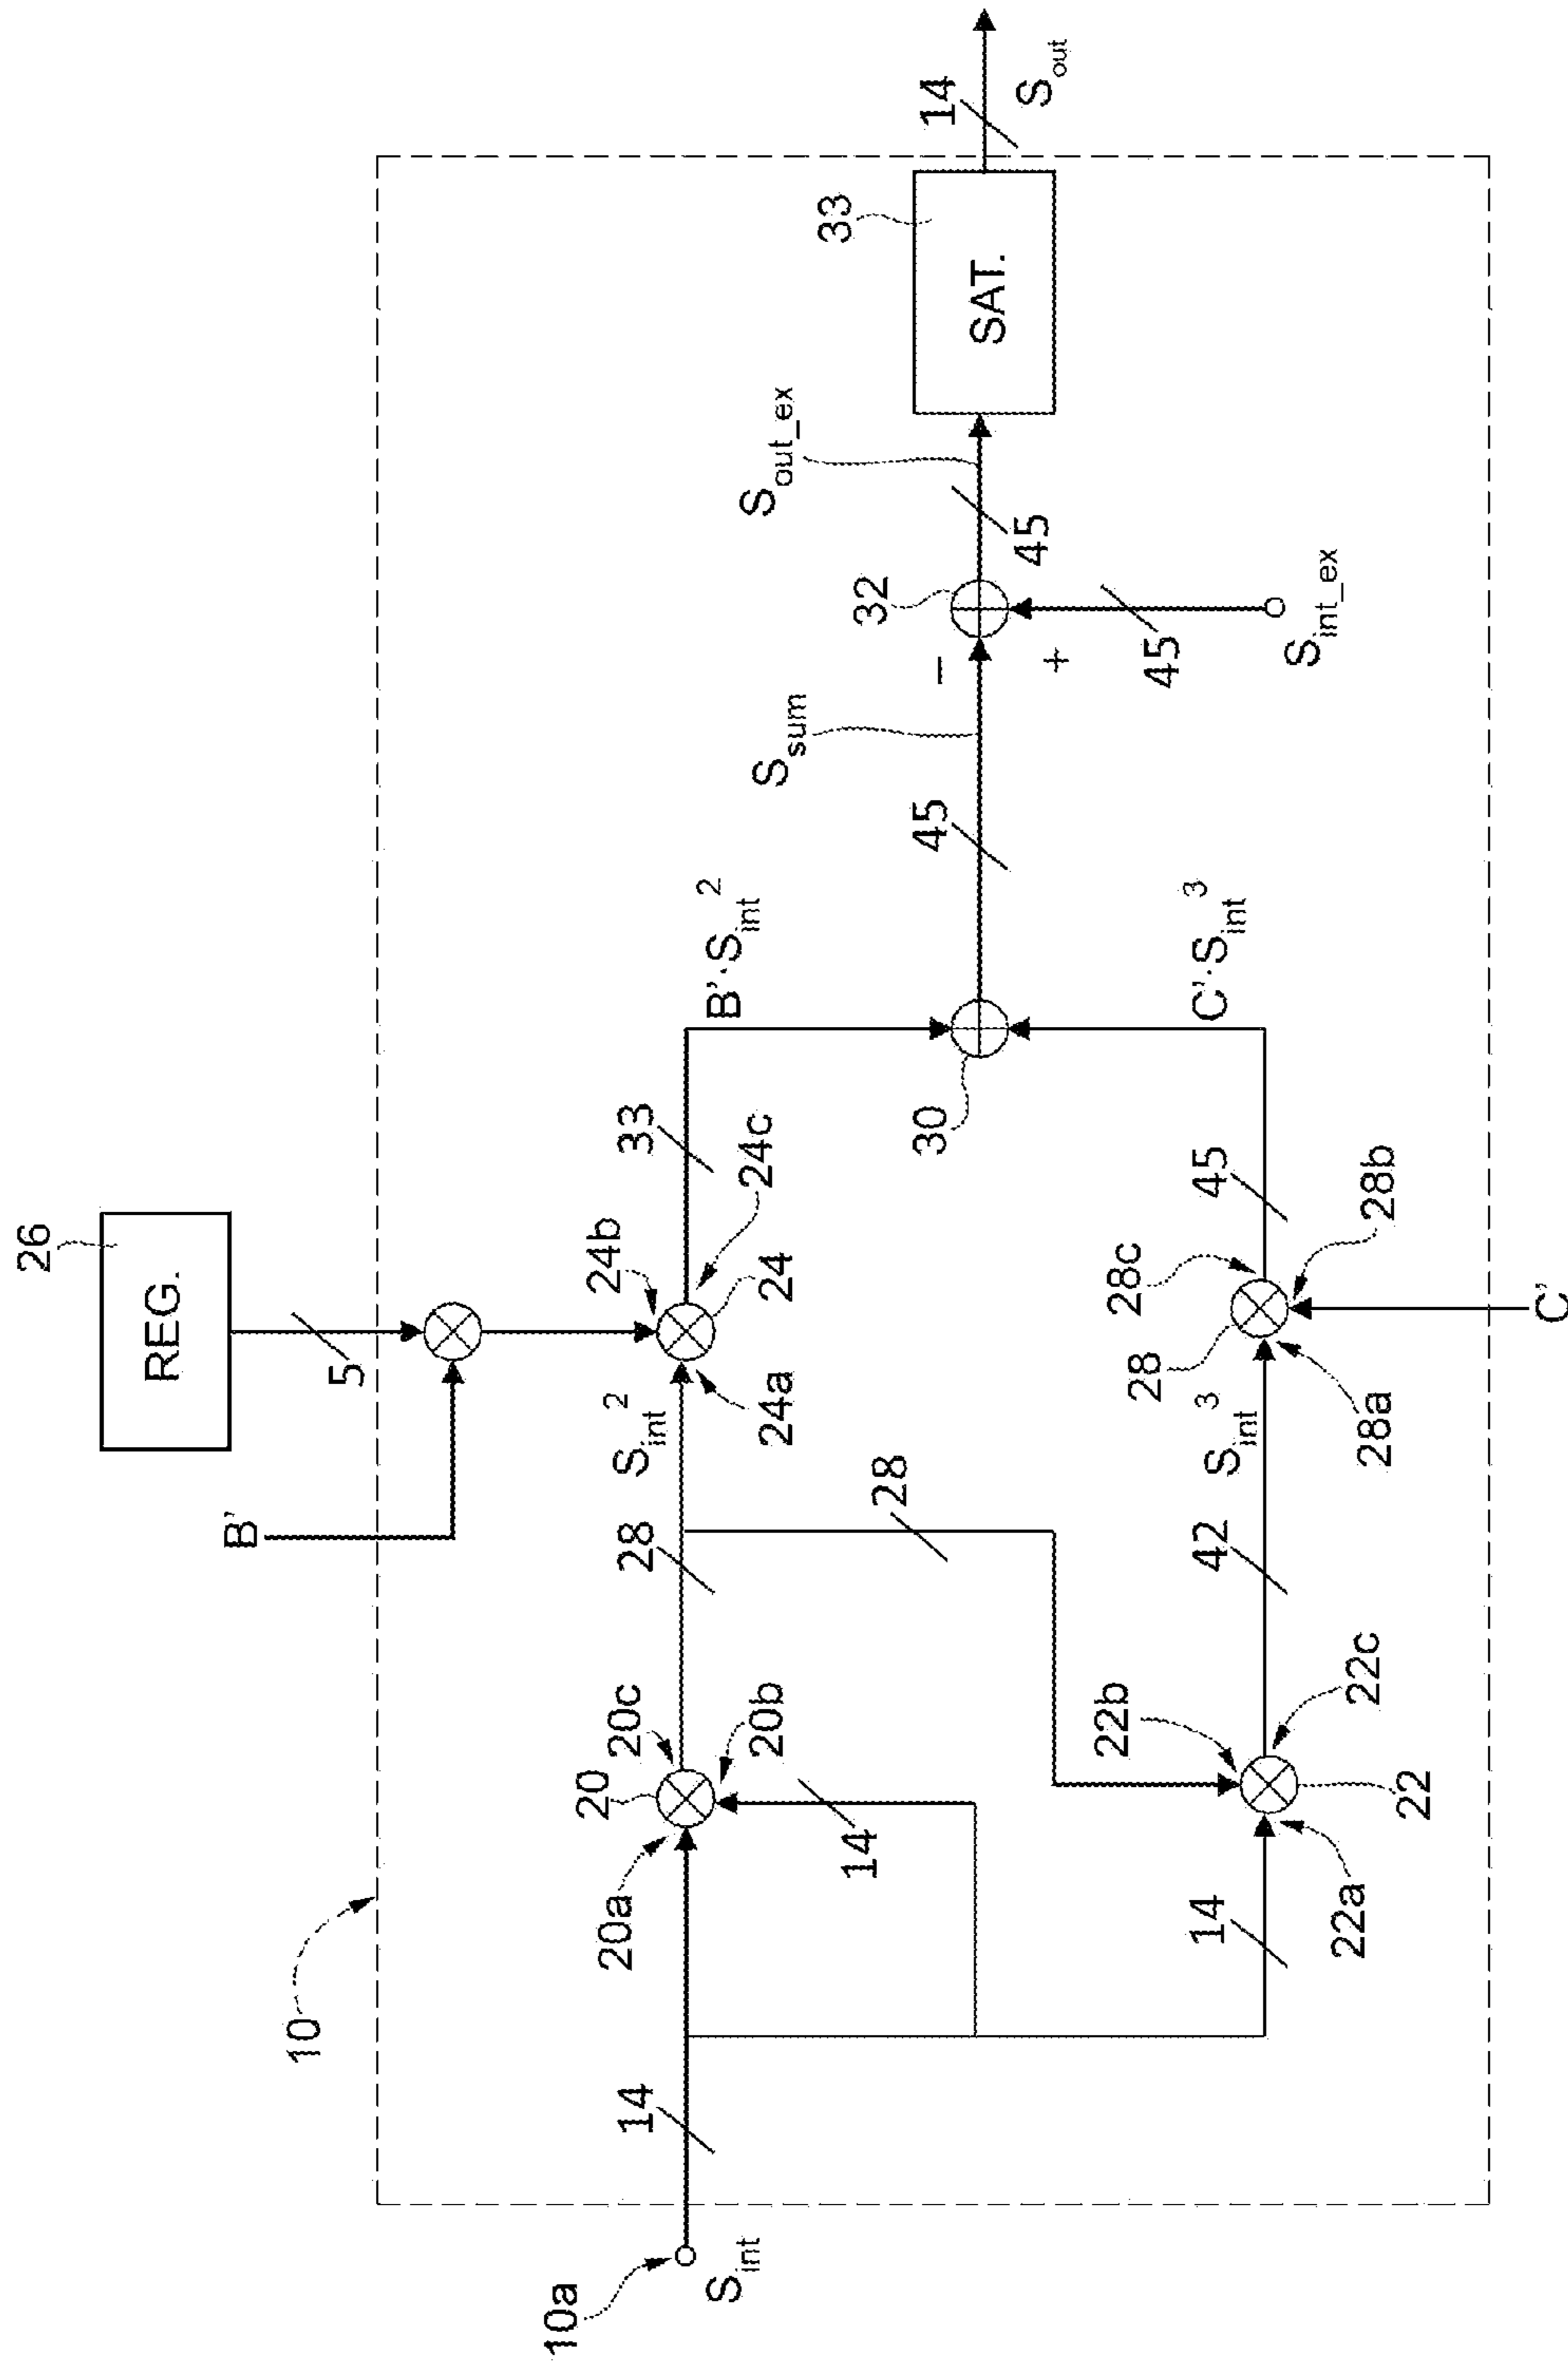 10
26
REG.
5
B'
10a
S_int
14
20a
20
20c
20b
14
28
S_int^2
24a
24b
24
24c
33
B'·S_int^2
28
14
22a
22b
22c
22
42
S_int^3
28a
28
28c
28b
C'
45
C'·S_int^3
30
45
S_sum
−
+
32
45
S_int_ex
45
S_out_ex
33
SAT.
14
S_out